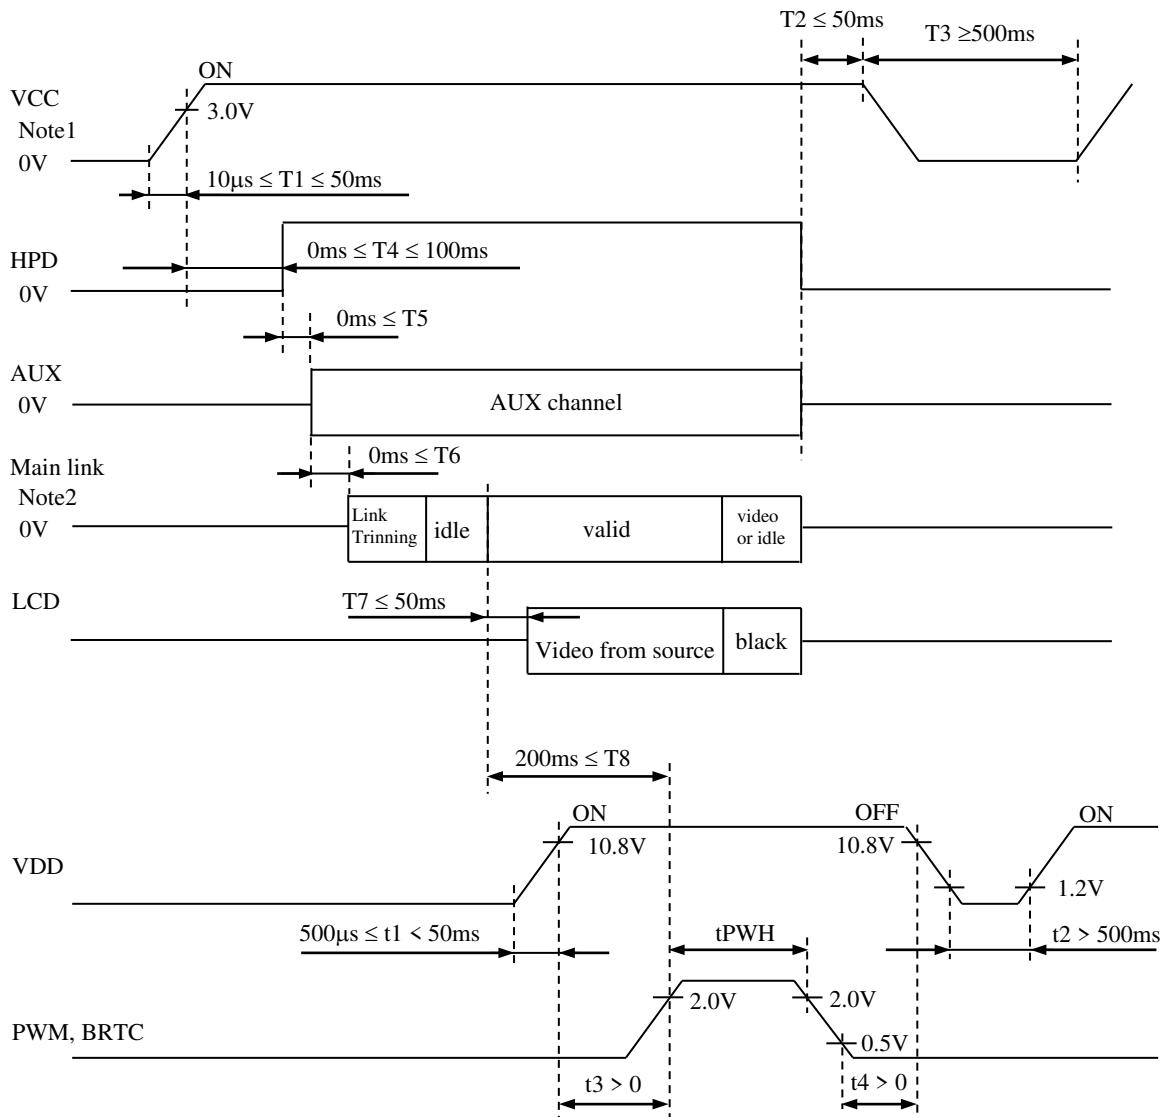 T2 ≤ 50ms
T3 ≥500ms
ON
VCC
3.0V
Note1
0V
10μs ≤ T1 ≤ 50ms
HPD
0ms ≤ T4 ≤ 100ms
0V
0ms ≤ T5
AUX
0V
AUX channel
Main link
0ms ≤ T6
Note2
0V
Link
Trinning
idle
valid
video
or idle
LCD
T7 ≤ 50ms
Video from source
black
200ms ≤ T8
ON
OFF
ON
VDD
10.8V
10.8V
1.2V
500μs ≤ t1 < 50ms
tPWH
t2 > 500ms
PWM, BRTC
2.0V
2.0V
0.5V
t3 > 0
t4 > 0